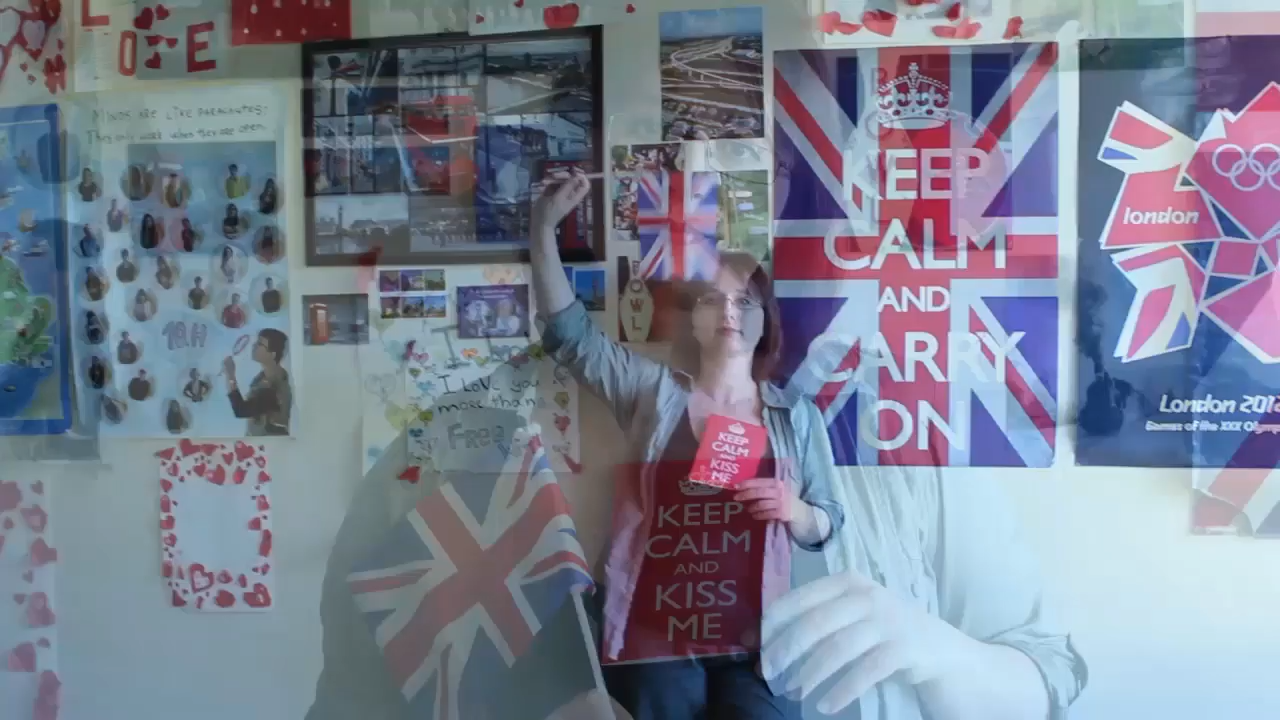 LOVE
MINDS ARE LIKE PARACHUTES:
They only work when they are open.
10.H
I Love you
more than
Free
KEEP
CALM
AND
CARRY
ON
london
London 2012
Games of the XXX Olymp
KEEP
CALM
AND
KISS
ME
KEEP
CALM
AND
KISS
ME